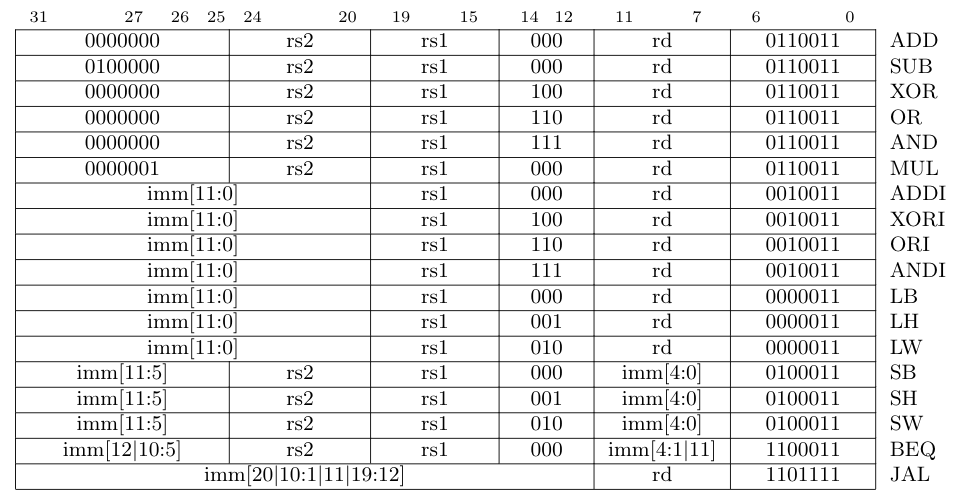 31 27 26 25 24 20 19 15 14 12 11 7 6 0
0000000 rs2 rs1 000 rd 0110011 ADD
0100000 rs2 rs1 000 rd 0110011 SUB
0000000 rs2 rs1 100 rd 0110011 XOR
0000000 rs2 rs1 110 rd 0110011 OR
0000000 rs2 rs1 111 rd 0110011 AND
0000001 rs2 rs1 000 rd 0110011 MUL
imm[11:0] rs1 000 rd 0010011 ADDI
imm[11:0] rs1 100 rd 0010011 XORI
imm[11:0] rs1 110 rd 0010011 ORI
imm[11:0] rs1 111 rd 0010011 ANDI
imm[11:0] rs1 000 rd 0000011 LB
imm[11:0] rs1 001 rd 0000011 LH
imm[11:0] rs1 010 rd 0000011 LW
imm[11:5] rs2 rs1 000 imm[4:0] 0100011 SB
imm[11:5] rs2 rs1 001 imm[4:0] 0100011 SH
imm[11:5] rs2 rs1 010 imm[4:0] 0100011 SW
imm[12|10:5] rs2 rs1 000 imm[4:1|11] 1100011 BEQ
imm[20|10:1|11|19:12] rd 1101111 JAL